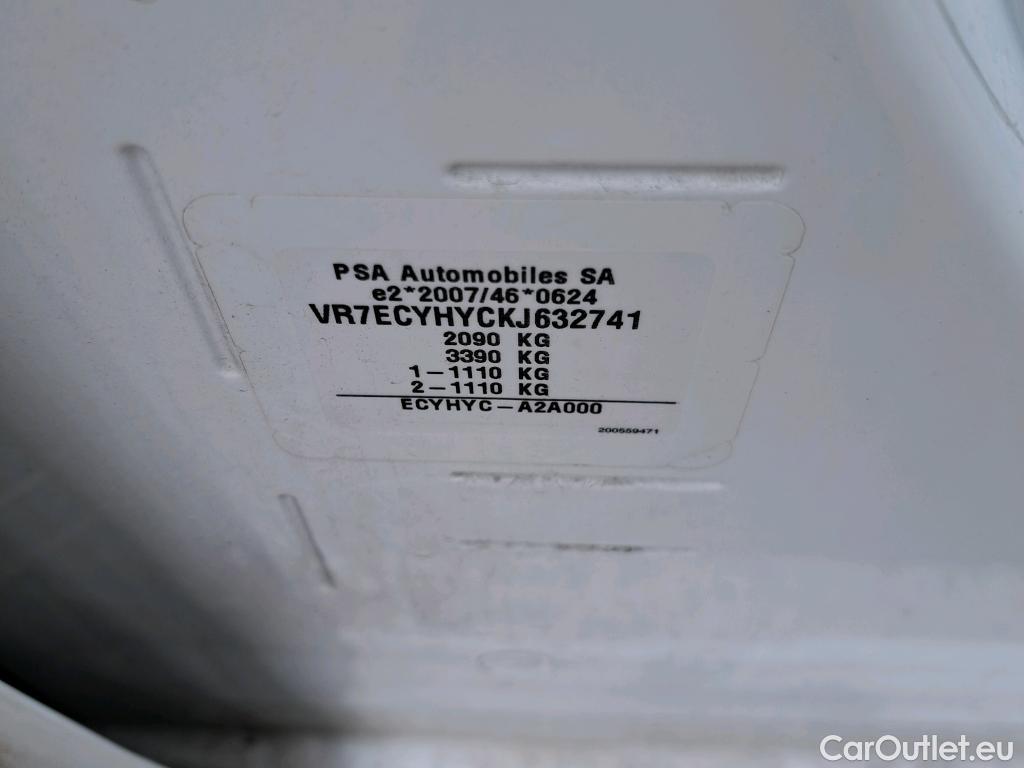 PSA Automobiles SA
e2*2007/46*0624
VR7ECYHYCKJ632741
2090 KG
3390 KG
1-1110 KG
2-1110 KG
ECYHYC-A2A000
200559471
CarOutlet.eu